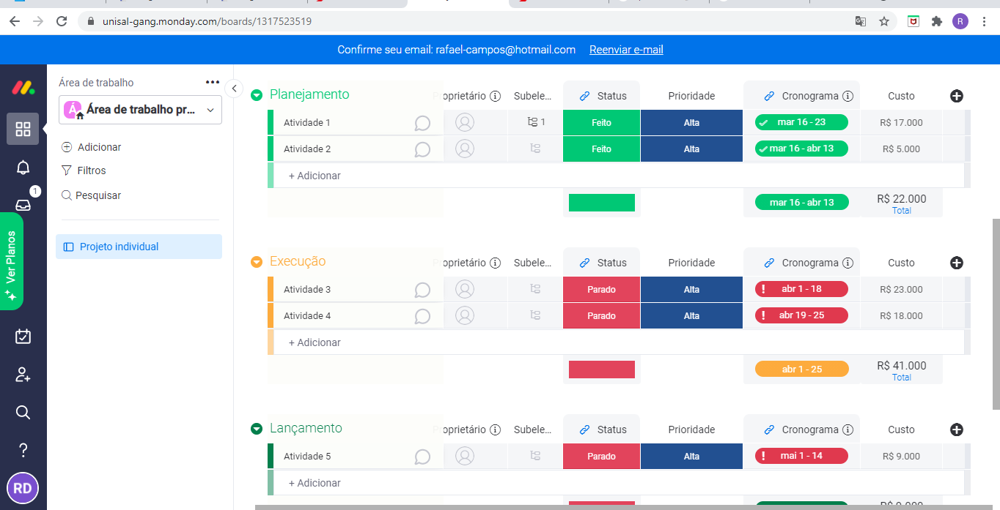 unisal-gang.monday.com/boards/1317523519
R
Confirme seu email: rafael-campos@hotmail.com Reenviar e-mail
Área de trabalho
Á Área de trabalho pr...
Adicionar
Filtros
Pesquisar
1
Ver Planos
Projeto individual
RD
Planejamento oprietário Subele... Status Prioridade Cronograma Custo
Atividade 1 1 Feito Alta mar 16 - 23 R$ 17.000
Atividade 2 Feito Alta mar 16 - abr 13 R$ 5.000
+ Adicionar
mar 16 - abr 13 R$ 22.000
Total
Execução oprietário Subele... Status Prioridade Cronograma Custo
Atividade 3 Parado Alta ! abr 1 - 18 R$ 23.000
Atividade 4 Parado Alta ! abr 19 - 25 R$ 18.000
+ Adicionar
abr 1 - 25 R$ 41.000
Total
Lançamento oprietário Subele... Status Prioridade Cronograma Custo
Atividade 5 Parado Alta ! mai 1 - 14 R$ 9.000
+ Adicionar